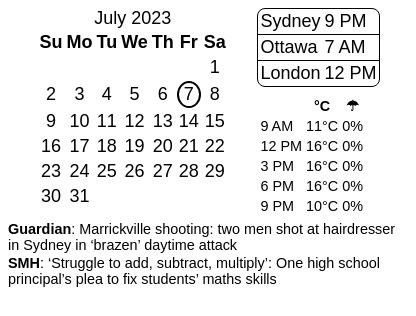 July 2023
Su Mo Tu We Th Fr Sa
1
2 3 4 5 6 7 8
9 10 11 12 13 14 15
16 17 18 19 20 21 22
23 24 25 26 27 28 29
30 31
Sydney 9 PM
Ottawa 7 AM
London 12 PM
°C ☂
9 AM 11°C 0%
12 PM 16°C 0%
3 PM 16°C 0%
6 PM 16°C 0%
9 PM 10°C 0%
Guardian: Marrickville shooting: two men shot at hairdresser
in Sydney in ‘brazen’ daytime attack
SMH: ‘Struggle to add, subtract, multiply’: One high school
principal’s plea to fix students’ maths skills